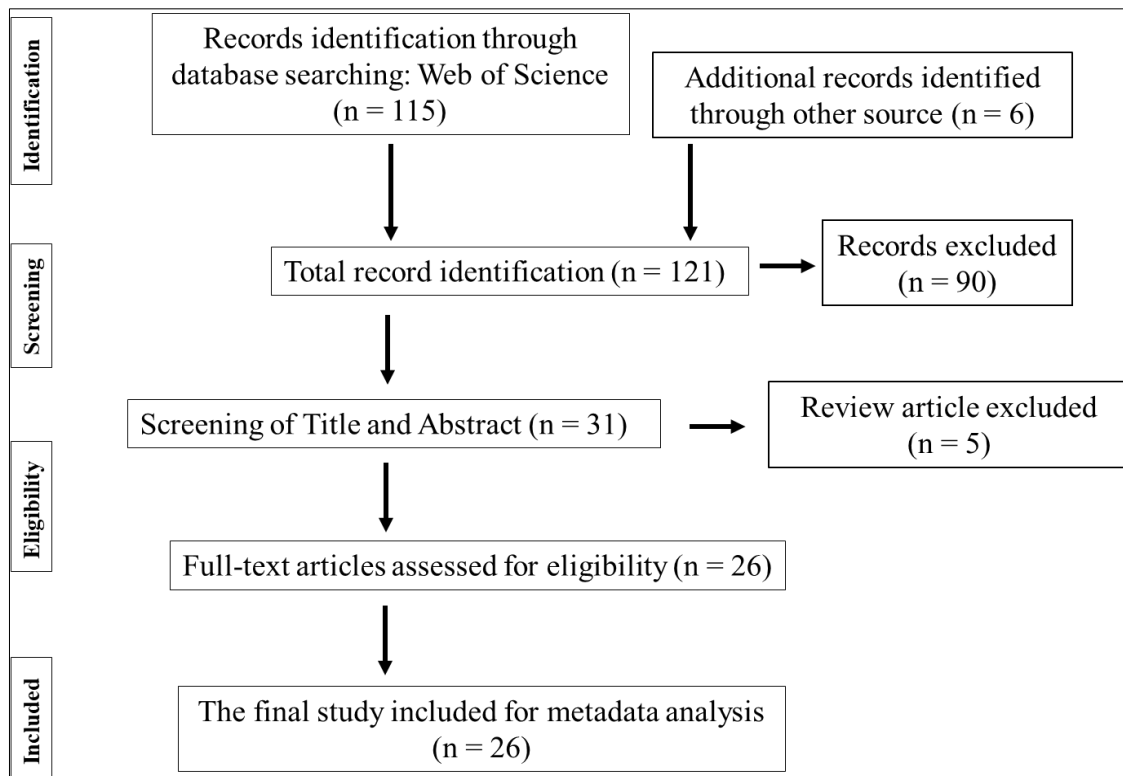 Identification
Records identification through
database searching: Web of Science
(n = 115)
Additional records identified
through other source (n = 6)
Screening
Total record identification (n = 121)
Records excluded
(n = 90)
Screening of Title and Abstract (n = 31)
Review article excluded
(n = 5)
Eligibility
Full-text articles assessed for eligibility (n = 26)
Included
The final study included for metadata analysis
(n = 26)